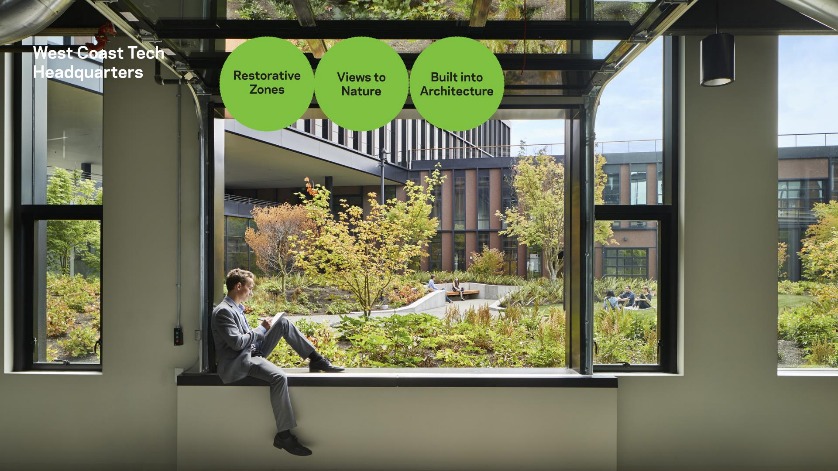 West Coast Tech
Headquarters
Restorative
Zones
Views to
Nature
Built into
Architecture